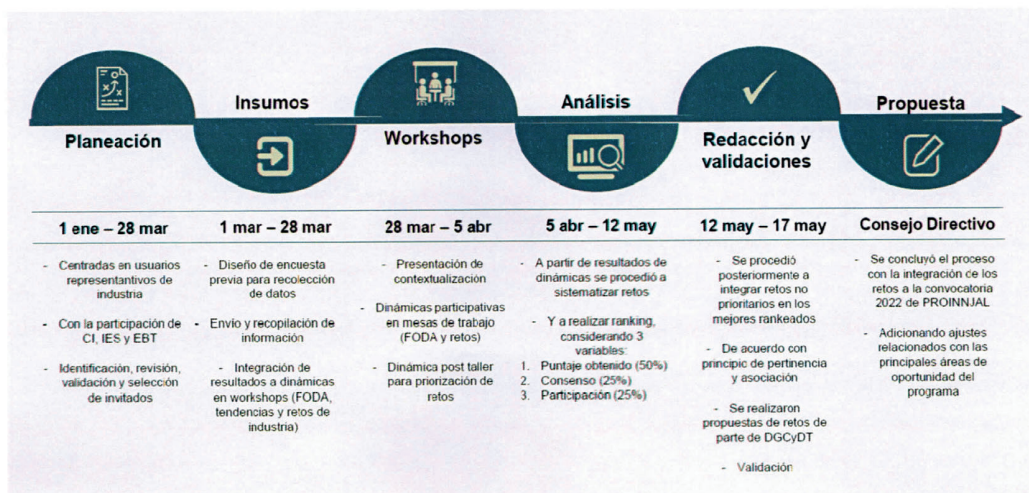 Planeación
1 ene – 28 mar
- Centradas en usuarios
representantivos de
industria
- Con la participación de
CI, IES y EBT
- Identificación, revisión,
validación y selección
de invitados
Insumos
1 mar – 28 mar
- Diseño de encuesta
previa para recolección
de datos
- Envío y recopilación de
información
- Integración de
resultados a dinámicas
en workshops (FODA,
tendencias y retos de
industria)
Workshops
28 mar – 5 abr
- Presentación de
contextualización
- Dinámicas participativas
en mesas de trabajo
(FODA y retos)
- Dinámica post taller
para priorización de
retos
Análisis
5 abr – 12 may
- A partir de resultados de
dinámicas se procedió a
sistematizar retos
- Y a realizar ranking,
considerando 3
variables:
1. Puntaje obtenido (50%)
2. Consenso (25%)
3. Participación (25%)
Redacción y
validaciones
12 may – 17 may
- Se procedió
posteriormente a
integrar retos no
prioritarios en los
mejores rankeados
- De acuerdo con
principic de pertinencia
y asociación
- Se realizaron
propuestas de retos de
parte de DGCyDT
- Validación
Propuesta
Consejo Directivo
- Se concluyó el proceso
con la integración de los
retos a la convocatoria
2022 de PROINNJAL
- Adicionando ajustes
relacionados con las
principales áreas de
oportunidad del
programa